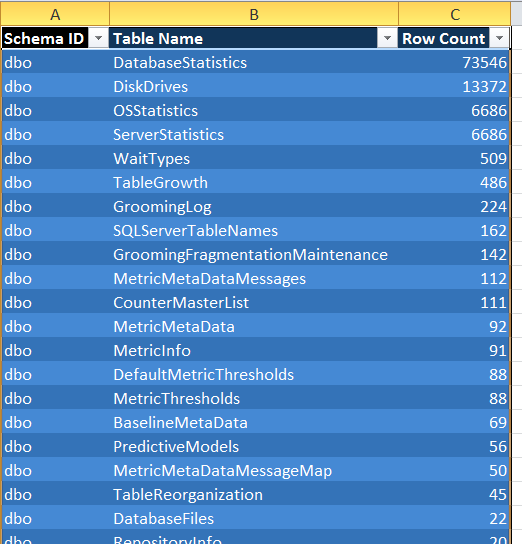 A B C
Schema ID Table Name Row Count
dbo DatabaseStatistics 73546
dbo DiskDrives 13372
dbo OSStatistics 6686
dbo ServerStatistics 6686
dbo WaitTypes 509
dbo TableGrowth 486
dbo GroomingLog 224
dbo SQLServerTableNames 162
dbo GroomingFragmentationMaintenance 142
dbo MetricMetaDataMessages 112
dbo CounterMasterList 111
dbo MetricMetaData 92
dbo MetricInfo 91
dbo DefaultMetricThresholds 88
dbo MetricThresholds 88
dbo BaselineMetaData 69
dbo PredictiveModels 56
dbo MetricMetaDataMessageMap 50
dbo TableReorganization 45
dbo DatabaseFiles 22
dbo RepositoryInfo 20